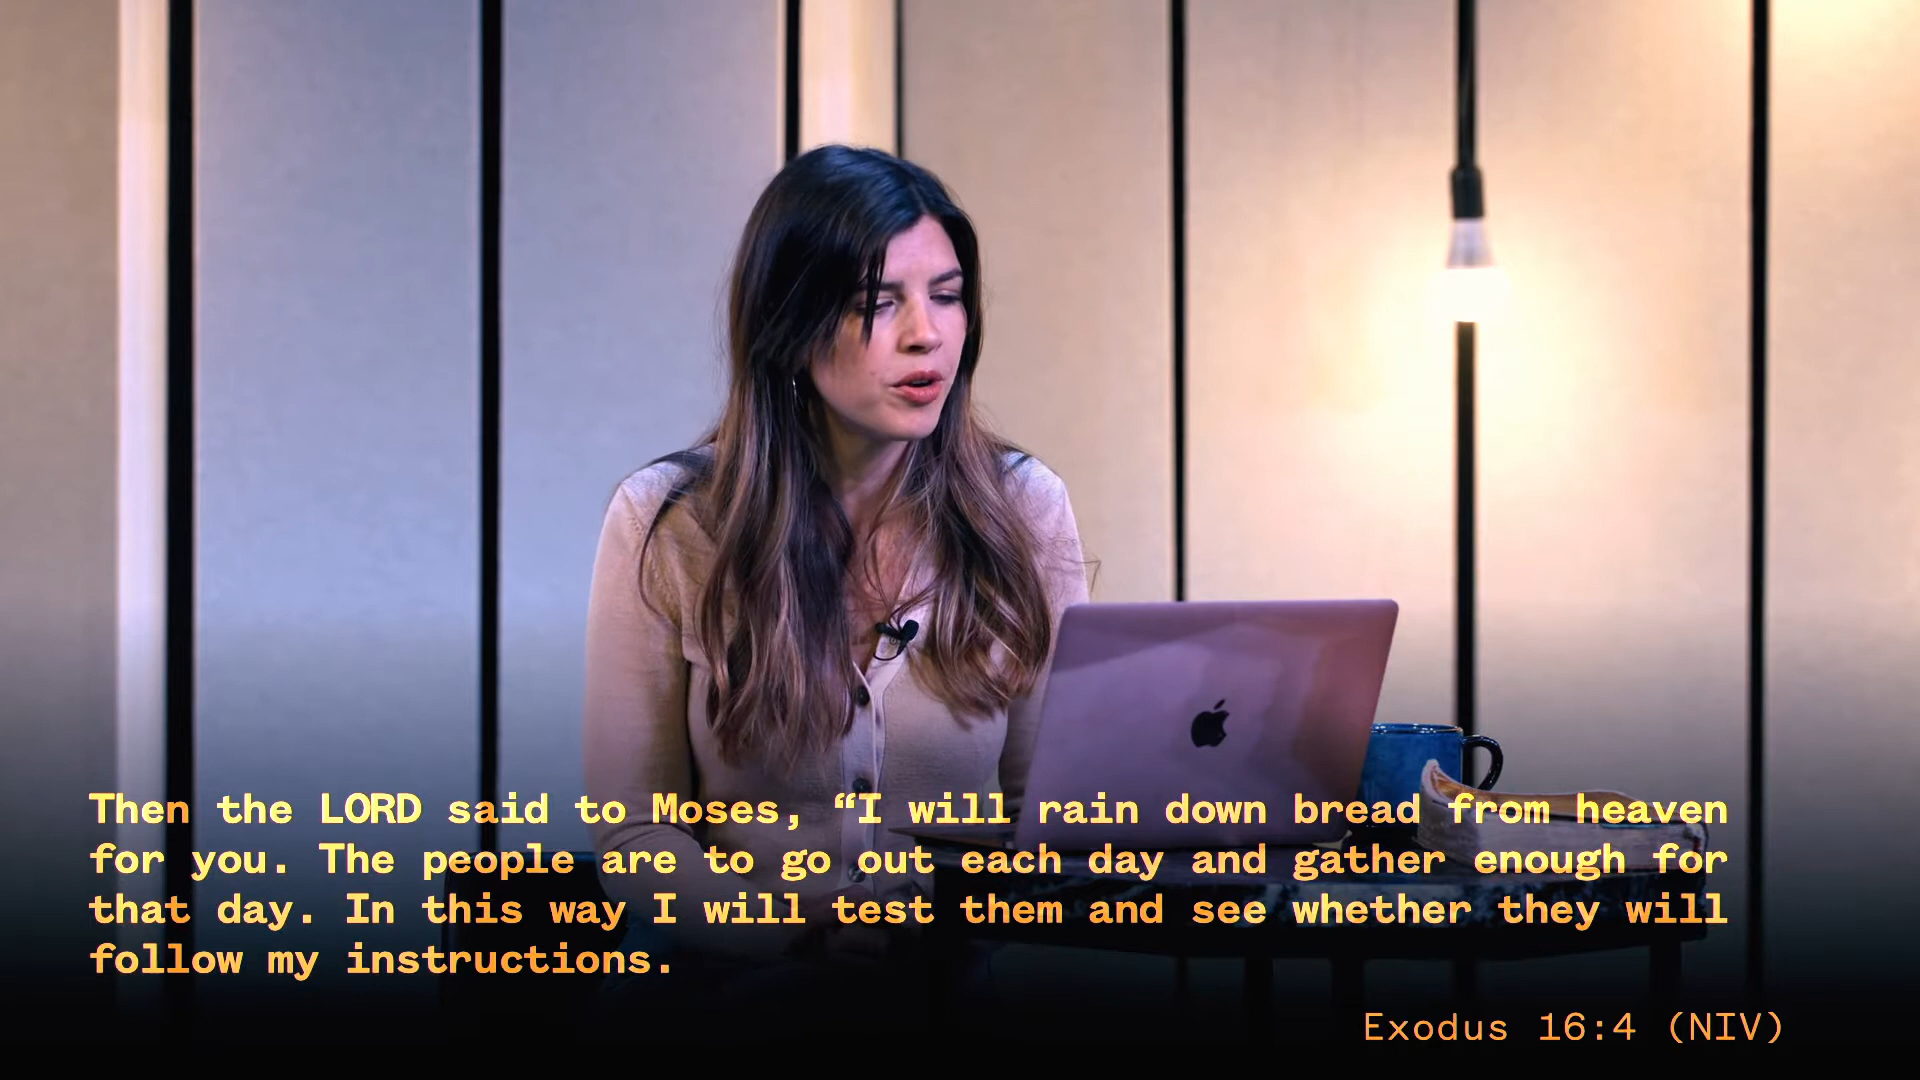 Then the LORD said to Moses, “I will rain down bread from heaven
for you. The people are to go out each day and gather enough for
that day. In this way I will test them and see whether they will
follow my instructions.
Exodus 16:4 (NIV)